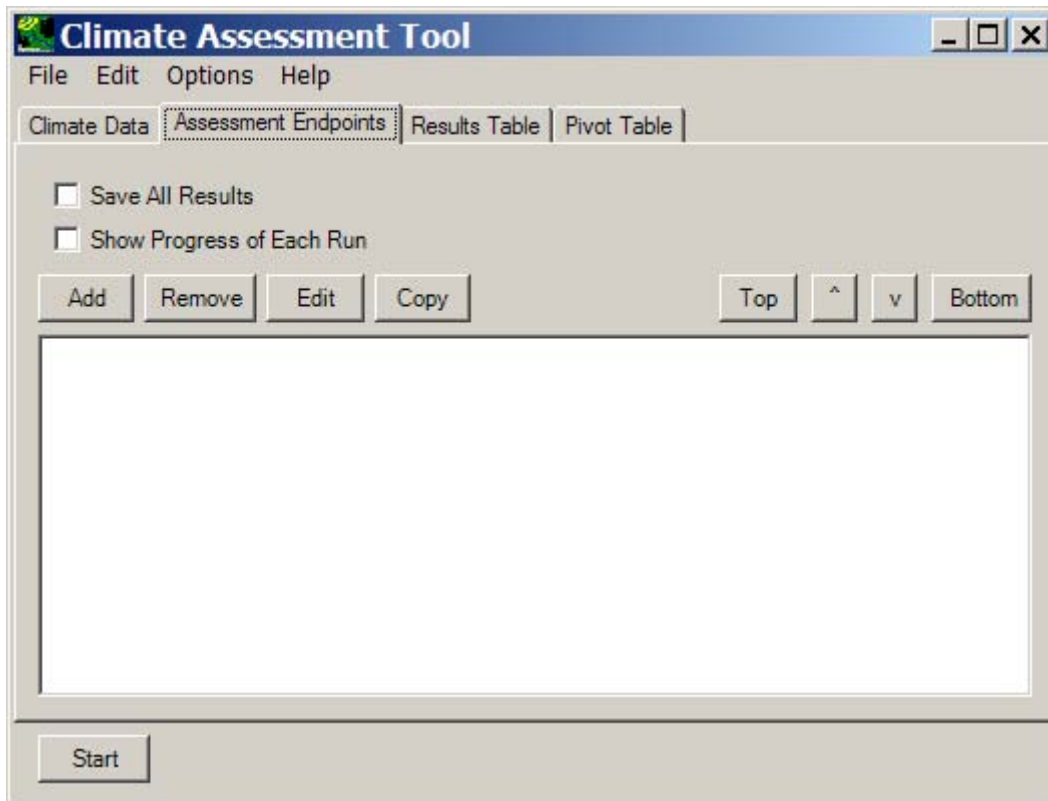 Climate Assessment Tool
File Edit Options Help
Climate Data Assessment Endpoints Results Table Pivot Table
Save All Results
Show Progress of Each Run
Add Remove Edit Copy Top ^ v Bottom
Start